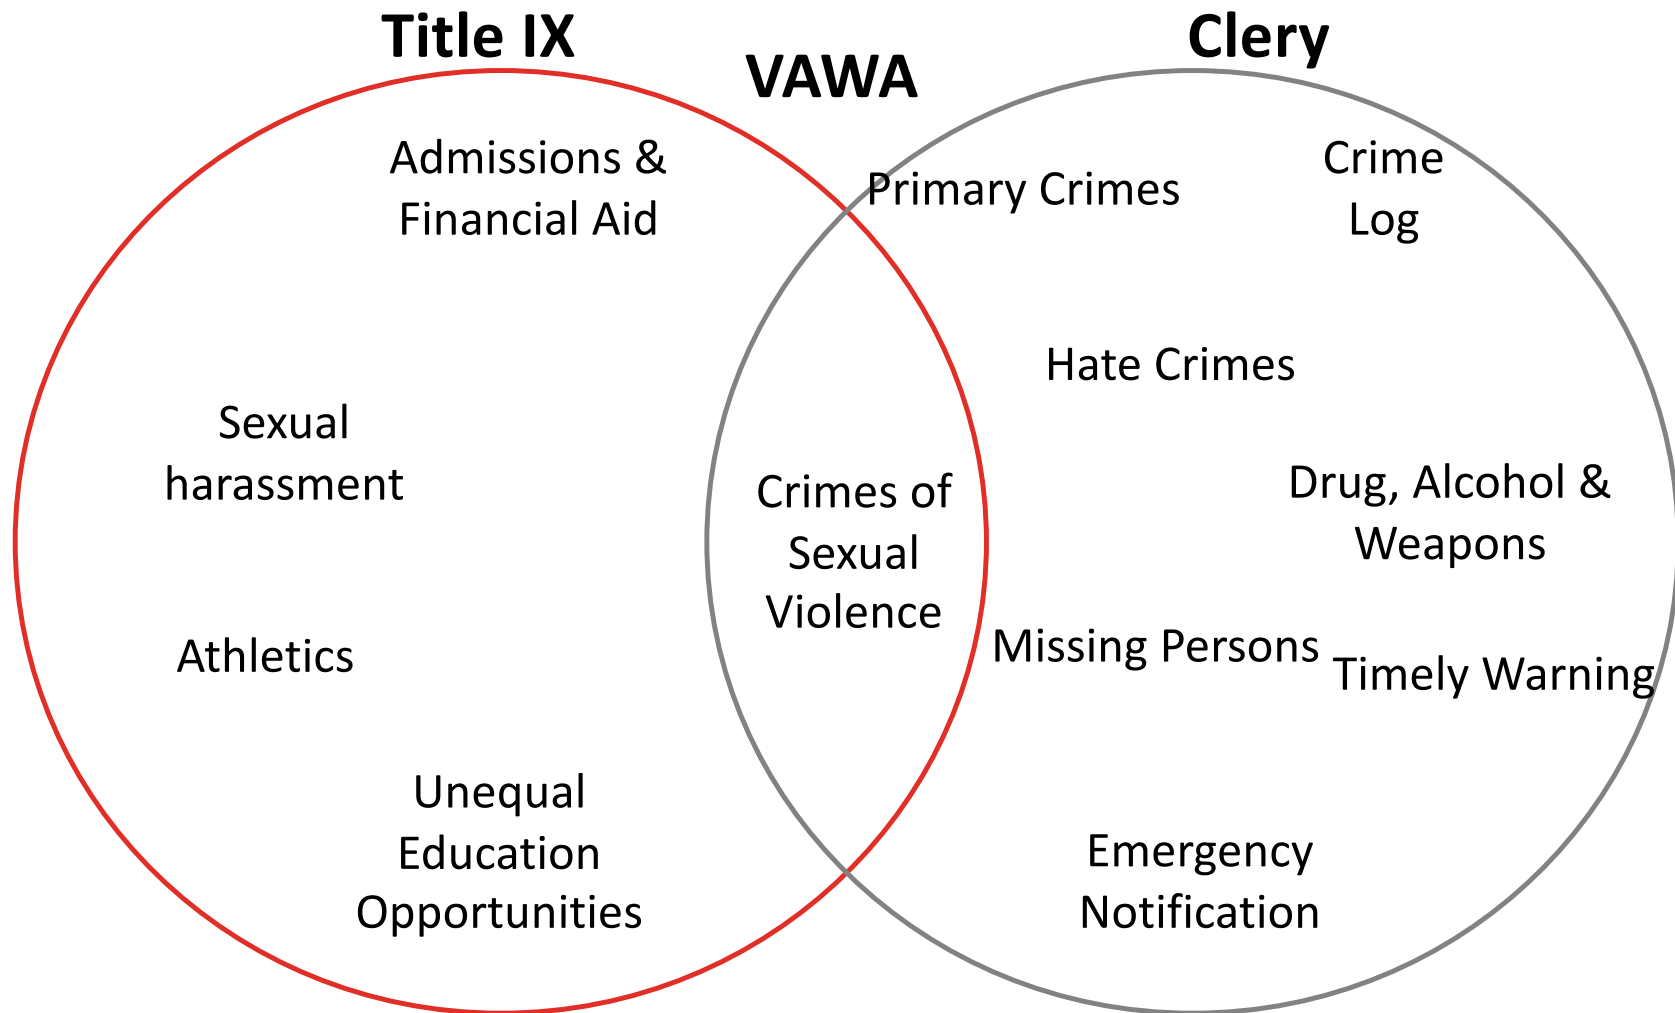 Title IX
VAWA
Clery
Admissions &
Financial Aid
Sexual
harassment
Athletics
Unequal
Education
Opportunities
Crimes of
Sexual
Violence
Primary Crimes
Crime
Log
Hate Crimes
Drug, Alcohol &
Weapons
Missing Persons
Timely Warning
Emergency
Notification